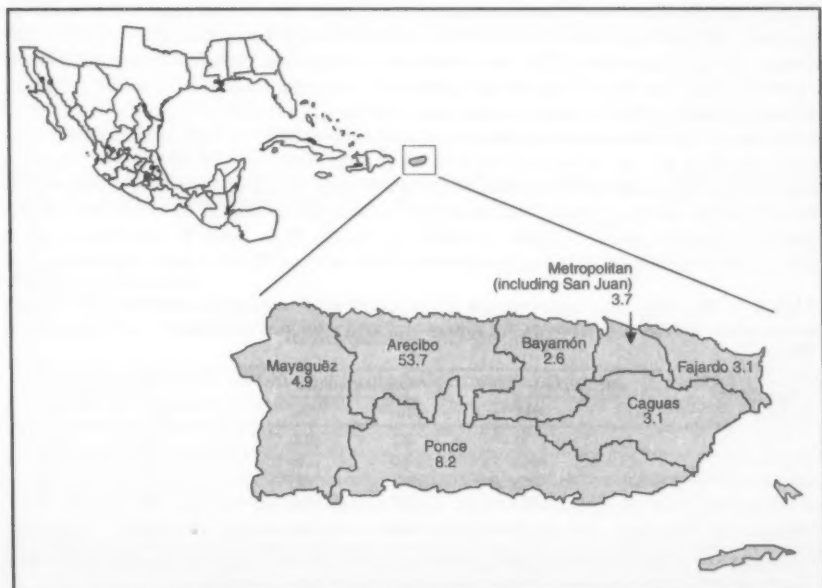 Metropolitan
(including San Juan)
3.7
Arecibo
53.7
Bayamón
2.6
Mayaguëz
4.9
Fajardo 3.1
Caguas
3.1
Ponce
8.2